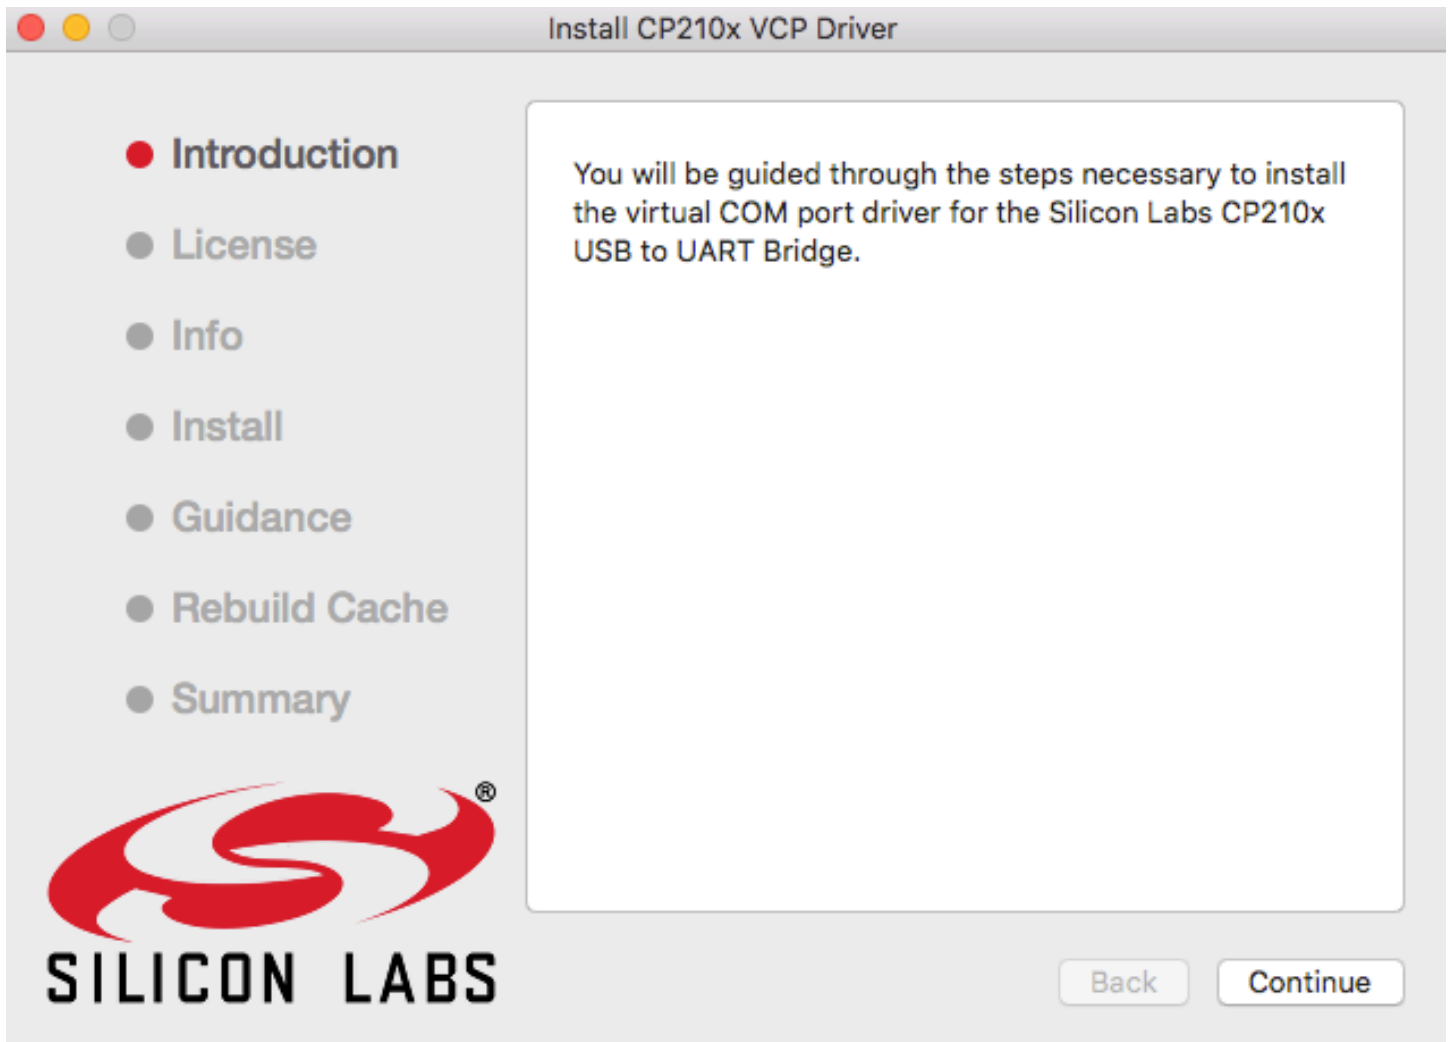 Install CP210x VCP Driver
Introduction
License
Info
Install
Guidance
Rebuild Cache
Summary
You will be guided through the steps necessary to install
the virtual COM port driver for the Silicon Labs CP210x
USB to UART Bridge.
®
SILICON LABS
Back
Continue